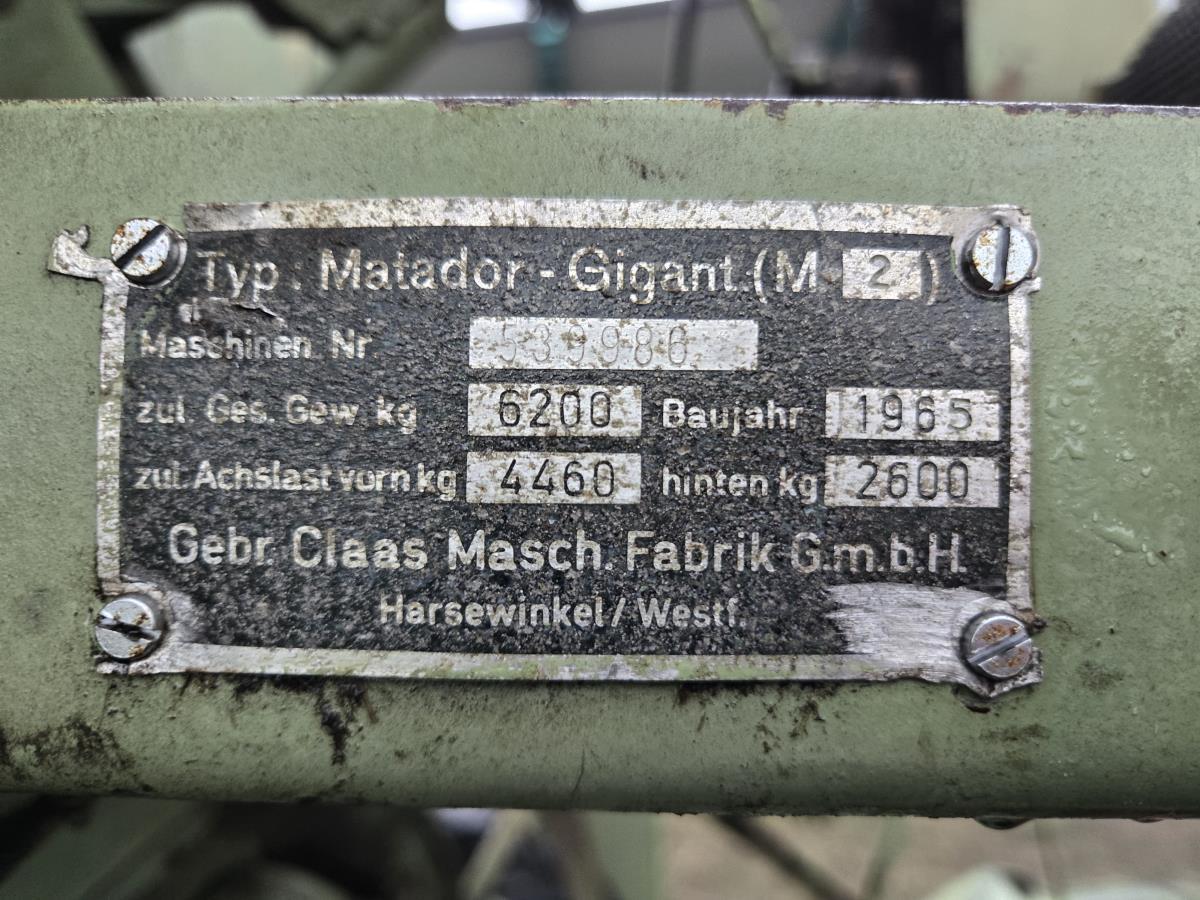 Typ: Matador-Gigant (M 2)
Maschinen Nr 539986
zul. Ges. Gew. kg 6200 Baujahr 1965
zul. Achslast vorn kg 4460 hinten kg 2600
Gebr. Claas Masch. Fabrik G.m.b.H.
Harsewinkel/Westf.